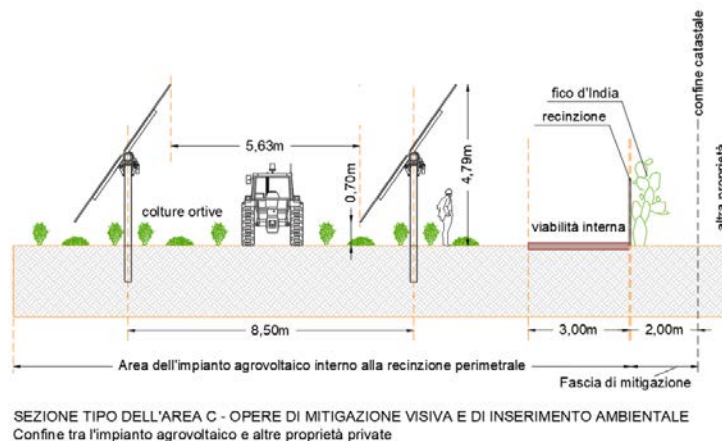 confine catastale
fico d'India
recinzione
altra proprietà
5,63m
0,70m
4,79m
colture ortive
viabilità interna
8,50m
3,00m
2,00m
Area dell'impianto agrovoltaico interno alla recinzione perimetrale
Fascia di mitigazione
SEZIONE TIPO DELL'AREA C - OPERE DI MITIGAZIONE VISIVA E DI INSERIMENTO AMBIENTALE
Confine tra l'impianto agrovoltaico e altre proprietà private